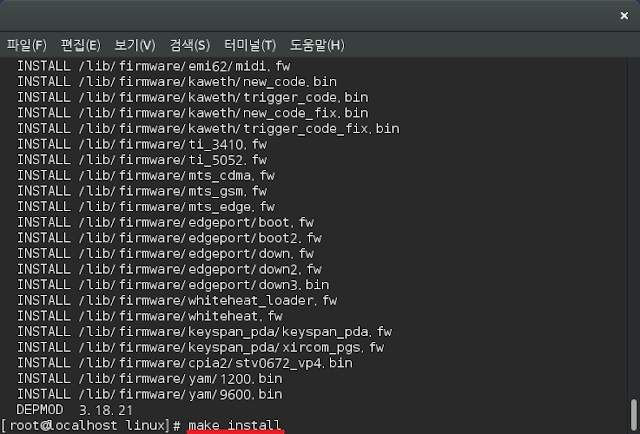 ×
파일(F) 편집(E) 보기(V) 검색(S) 터미널(T) 도움말(H)
INSTALL /lib/firmware/emi62/midi.fw
INSTALL /lib/firmware/kaweth/new_code.bin
INSTALL /lib/firmware/kaweth/trigger_code.bin
INSTALL /lib/firmware/kaweth/new_code_fix.bin
INSTALL /lib/firmware/kaweth/trigger_code_fix.bin
INSTALL /lib/firmware/ti_3410.fw
INSTALL /lib/firmware/ti_5052.fw
INSTALL /lib/firmware/mts_cdma.fw
INSTALL /lib/firmware/mts_gsm.fw
INSTALL /lib/firmware/mts_edge.fw
INSTALL /lib/firmware/edgeport/boot.fw
INSTALL /lib/firmware/edgeport/boot2.fw
INSTALL /lib/firmware/edgeport/down.fw
INSTALL /lib/firmware/edgeport/down2.fw
INSTALL /lib/firmware/edgeport/down3.bin
INSTALL /lib/firmware/whiteheat_loader.fw
INSTALL /lib/firmware/whiteheat.fw
INSTALL /lib/firmware/keyspan_pda/keyspan_pda.fw
INSTALL /lib/firmware/keyspan_pda/xircom_pgs.fw
INSTALL /lib/firmware/cpia2/stv0672_vp4.bin
INSTALL /lib/firmware/yam/1200.bin
INSTALL /lib/firmware/yam/9600.bin
DEPMOD 3.18.21
[root@localhost linux]# make install